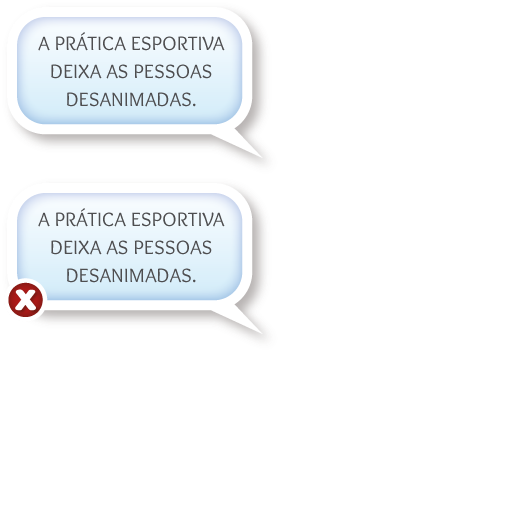 A PRÁTICA ESPORTIVA
DEIXA AS PESSOAS
DESANIMADAS.
A PRÁTICA ESPORTIVA
DEIXA AS PESSOAS
DESANIMADAS.